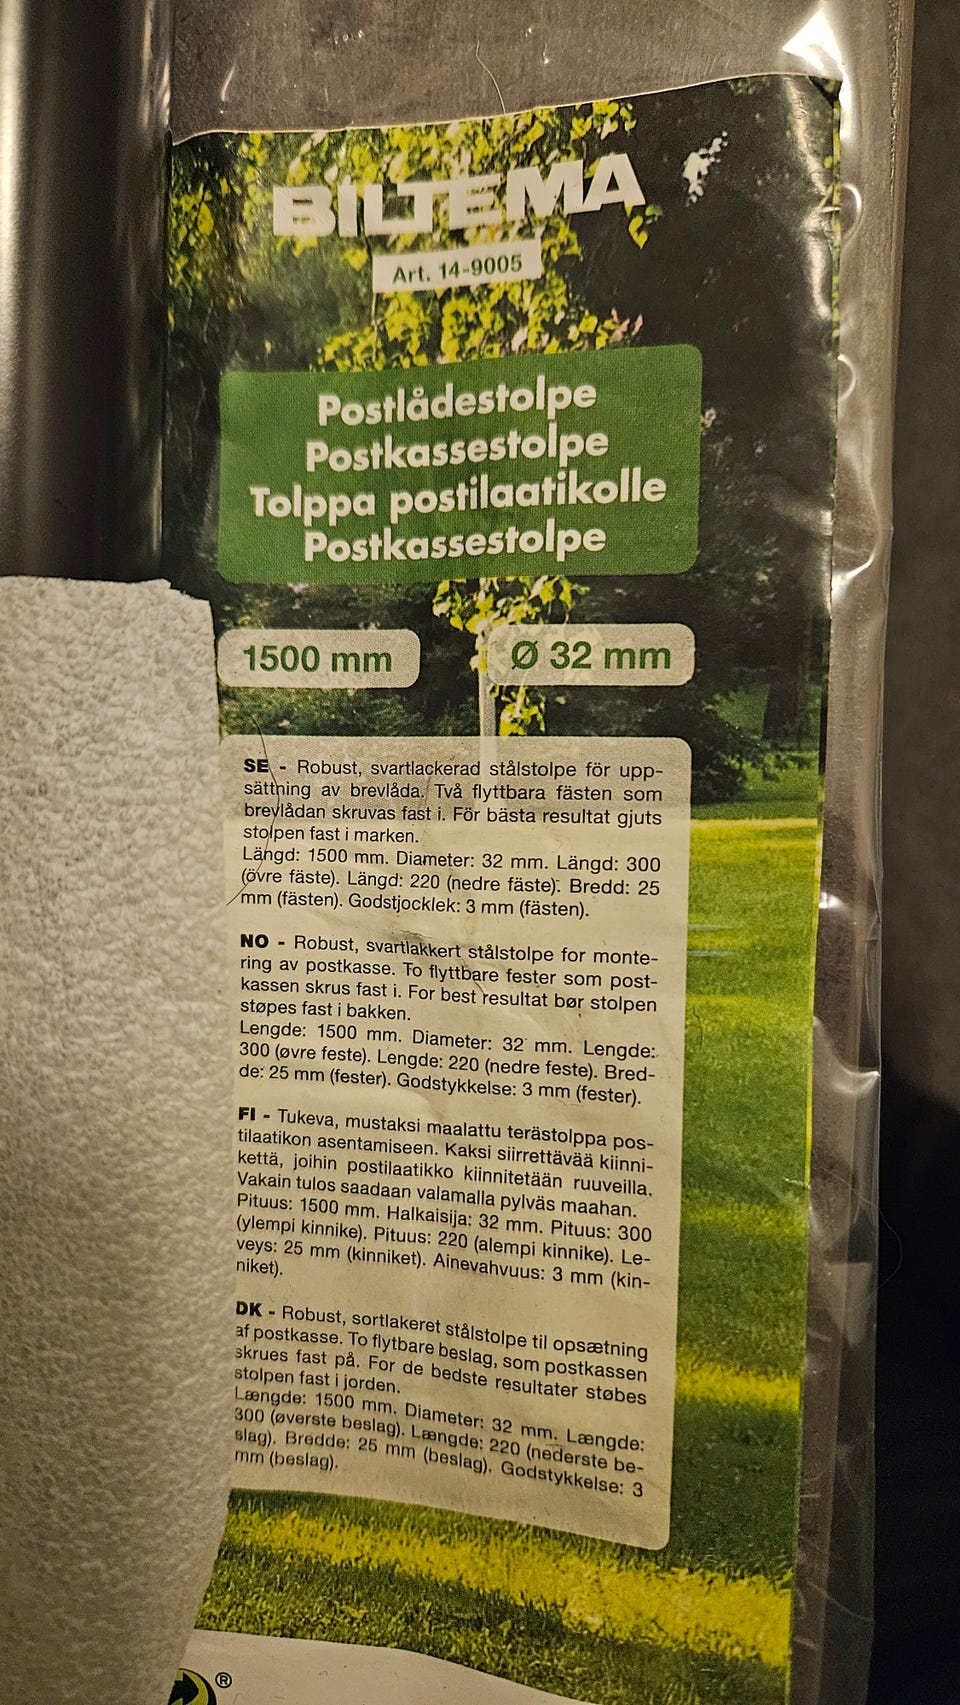 BILTEMA
Art. 14-9005
Postlådestolpe
Postkassestolpe
Tolppa postilaatikolle
Postkassestolpe
1500 mm
Ø 32 mm
SE - Robust, svartlackerad stålstolpe för upp-
sättning av brevlåda. Två flyttbara fästen som
brevlådan skruvas fast i. För bästa resultat gjuts
stolpen fast i marken.
Längd: 1500 mm. Diameter: 32 mm. Längd: 300
(övre fäste). Längd: 220 (nedre fäste). Bredd: 25
mm (fästen). Godstjocklek: 3 mm (fästen).
NO - Robust, svartlakkert stålstolpe for monte-
ring av postkasse. To flyttbare fester som post-
kassen skrus fast i. For best resultat bør stolpen
støpes fast i bakken.
Lengde: 1500 mm. Diameter: 32 mm. Lengde:
300 (øvre feste). Lengde: 220 (nedre feste). Bred-
de: 25 mm (fester). Godstykkelse: 3 mm (fester).
FI - Tukeva, mustaksi maalattu terästolppa pos-
tilaatikon asentamiseen. Kaksi siirrettävää kiinni-
kettä, joihin postilaatikko kiinnitetään ruuveilla.
Vakain tulos saadaan valamalla pylväs maahan.
Pituus: 1500 mm. Halkaisija: 32 mm. Pituus: 300
(ylempi kinnike). Pituus: 220 (alempi kinnike). Le-
veys: 25 mm (kinniket). Ainevahvuus: 3 mm (kin-
niket).
DK - Robust, sortlakeret stålstolpe til opsætning
af postkasse. To flytbare beslag, som postkassen
skrues fast på. For de bedste resultater støbes
stolpen fast i jorden.
Længde: 1500 mm. Diameter: 32 mm. Længde:
300 (øverste beslag). Længde: 220 (nederste be-
slag). Bredde: 25 mm (beslag). Godstykkelse: 3
mm (beslag).
®